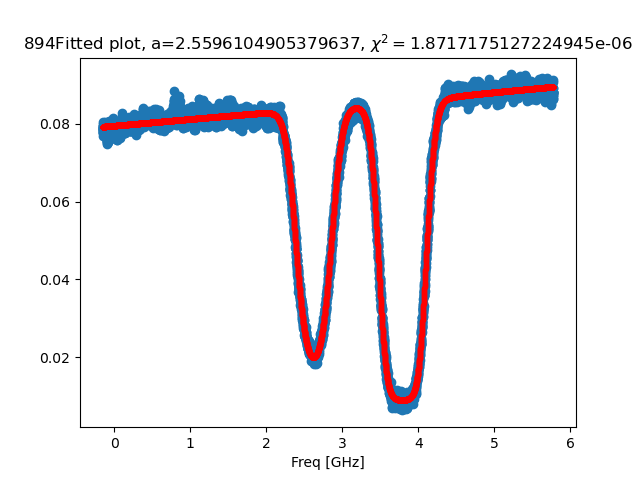 894Fitted plot, a=2.5596104905379637, χ² = 1.8717175127224945e-06
0.08
0.06
0.04
0.02
0 1 2 3 4 5 6
Freq [GHz]